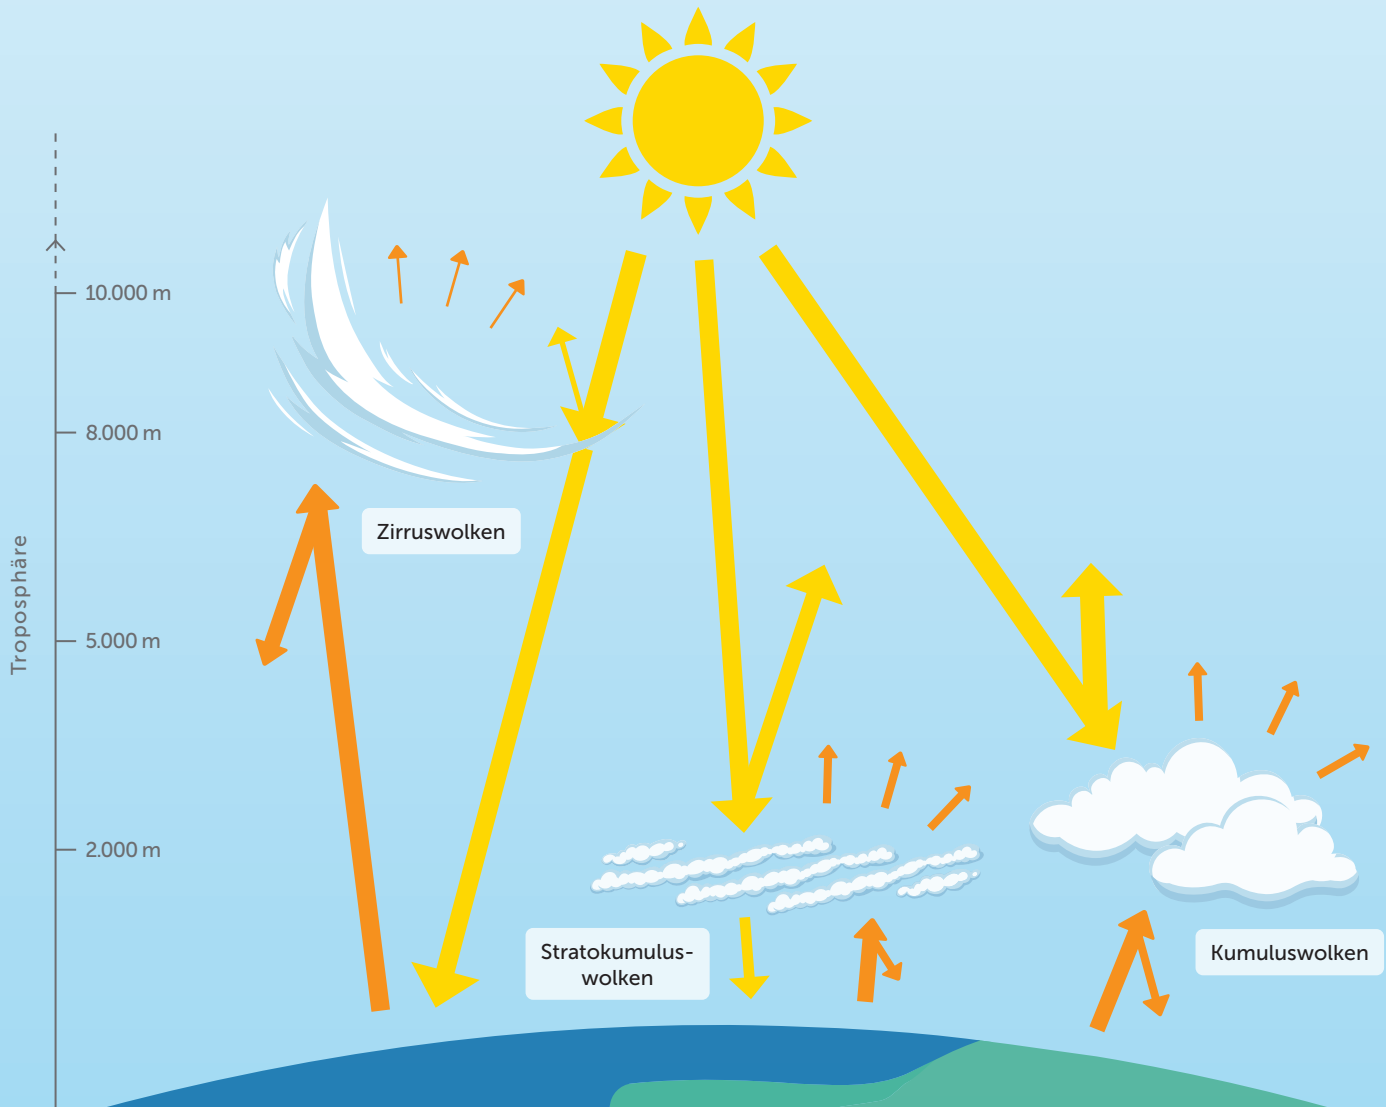 10.000 m
8.000 m
Zirruswolken
Troposphäre
5.000 m
2.000 m
Stratokumulus-
wolken
Kumuluswolken